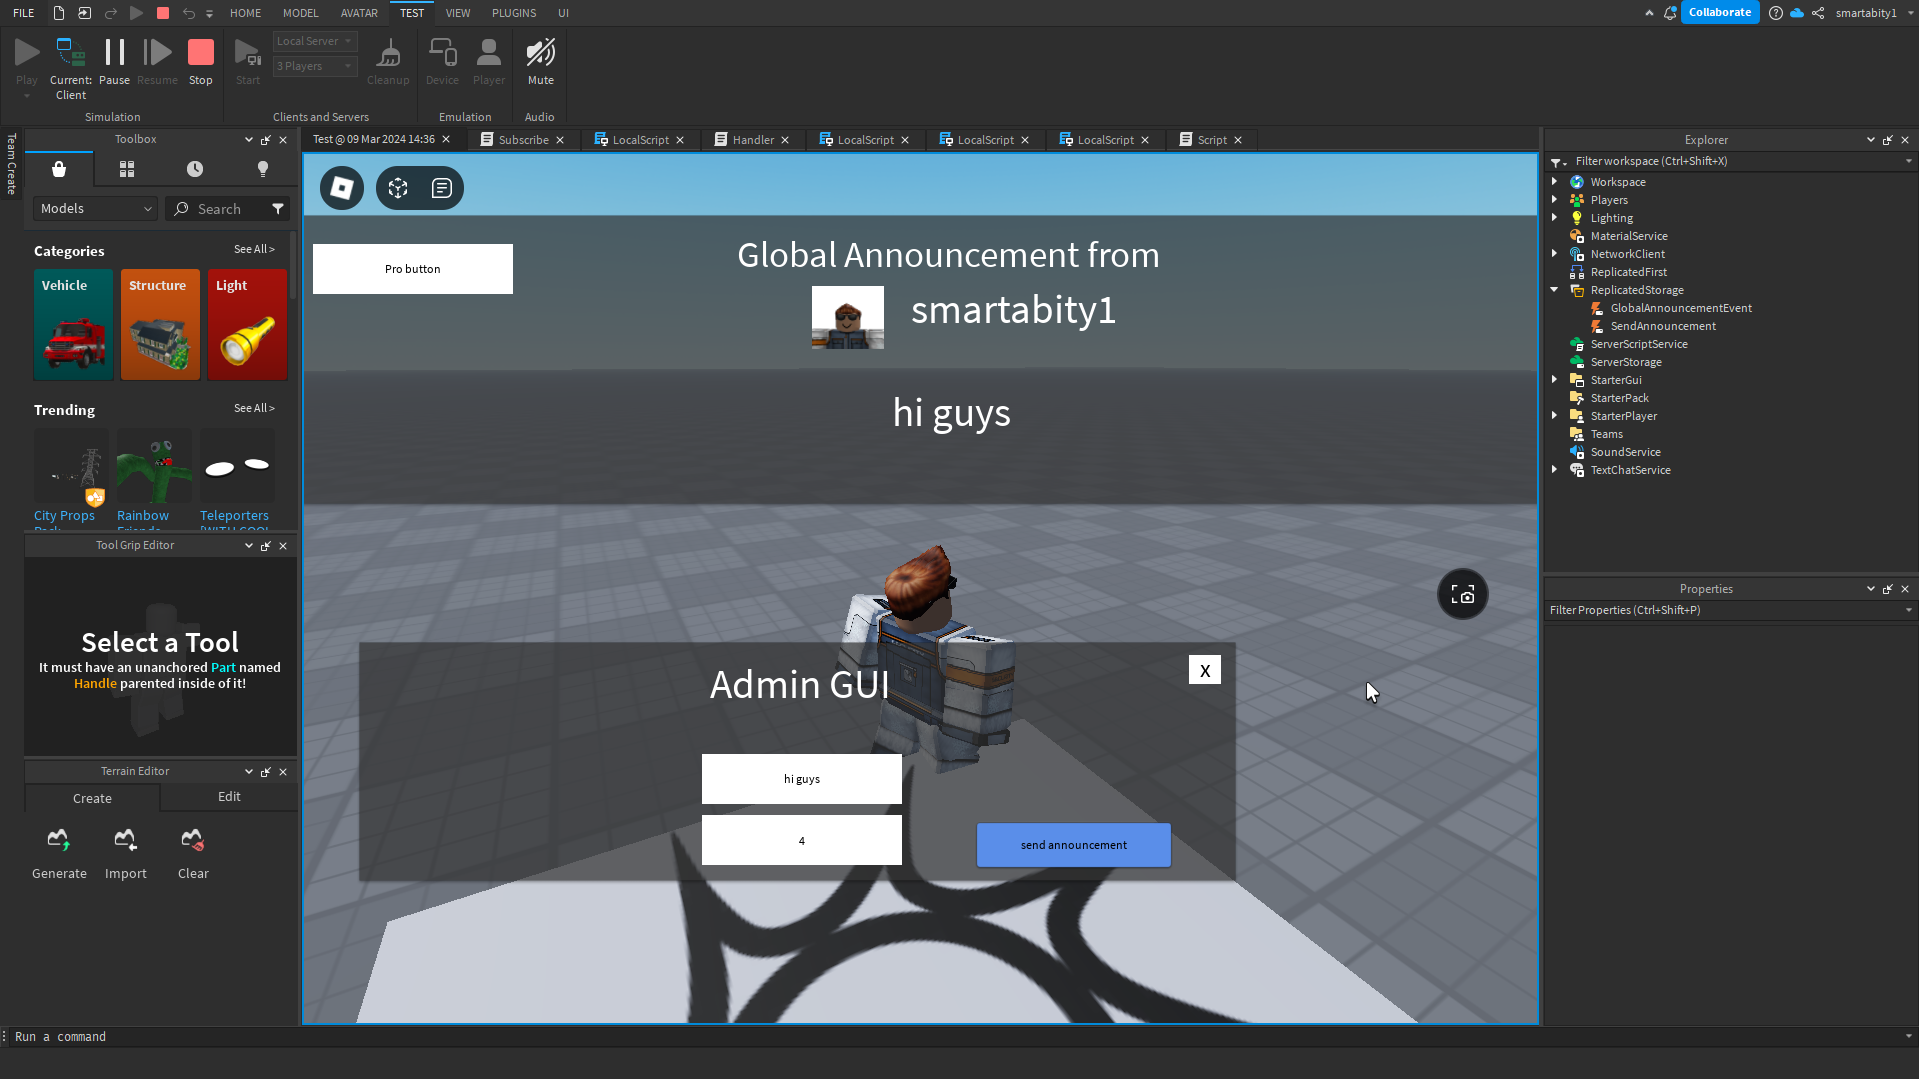 FILE
HOME
MODEL
AVATAR
TEST
VIEW
PLUGINS
UI
Collaborate
smartabity1
Play
Current:
Client
Pause
Resume
Stop
Simulation
Start
Local Server
3 Players
Cleanup
Clients and Servers
Device
Player
Emulation
Mute
Audio
Team Create
Toolbox
Models
Search
Categories
See All >
Vehicle
Structure
Light
Trending
See All >
City Props
Pack
Rainbow
Friends
Teleporters
[WITH COOL
Tool Grip Editor
Select a Tool
It must have an unanchored Part named
Handle parented inside of it!
Terrain Editor
Create
Edit
Generate
Import
Clear
Test @ 09 Mar 2024 14:36
Subscribe
LocalScript
Handler
LocalScript
LocalScript
LocalScript
Script
Pro button
Global Announcement from
smartabity1
hi guys
Admin GUI
X
hi guys
4
send announcement
Explorer
Filter workspace (Ctrl+Shift+X)
Workspace
Players
Lighting
MaterialService
NetworkClient
ReplicatedFirst
ReplicatedStorage
GlobalAnnouncementEvent
SendAnnouncement
ServerScriptService
ServerStorage
StarterGui
StarterPack
StarterPlayer
Teams
SoundService
TextChatService
Properties
Filter Properties (Ctrl+Shift+P)
Run a command